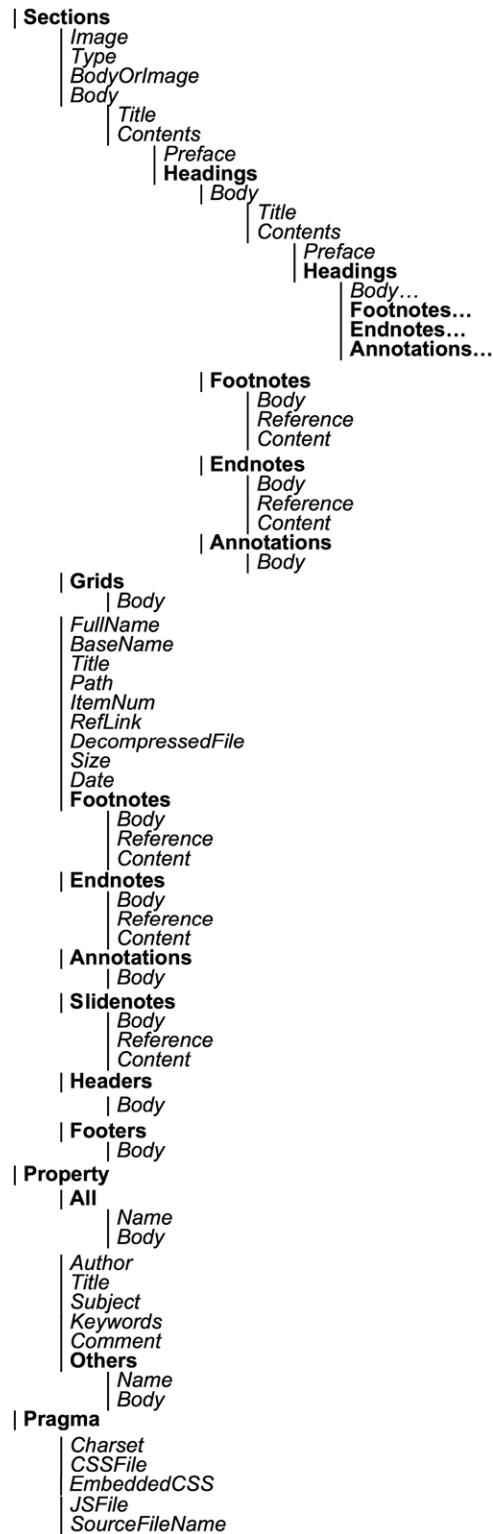 | Sections
| Image
| Type
| BodyOrImage
| Body
| Title
| Contents
| Preface
| Headings
| Body
| Title
| Contents
| Preface
| Headings
| Body…
| Footnotes…
| Endnotes…
| Annotations…
| Footnotes
| Body
| Reference
| Content
| Endnotes
| Body
| Reference
| Content
| Annotations
| Body
| Grids
| Body
| FullName
| BaseName
| Title
| Path
| ItemNum
| RefLink
| DecompressedFile
| Size
| Date
| Footnotes
| Body
| Reference
| Content
| Endnotes
| Body
| Reference
| Content
| Annotations
| Body
| Slidenotes
| Body
| Reference
| Content
| Headers
| Body
| Footers
| Body
| Property
| All
| Name
| Body
| Author
| Title
| Subject
| Keywords
| Comment
| Others
| Name
| Body
| Pragma
| Charset
| CSSFile
| EmbeddedCSS
| JSFile
| SourceFileName